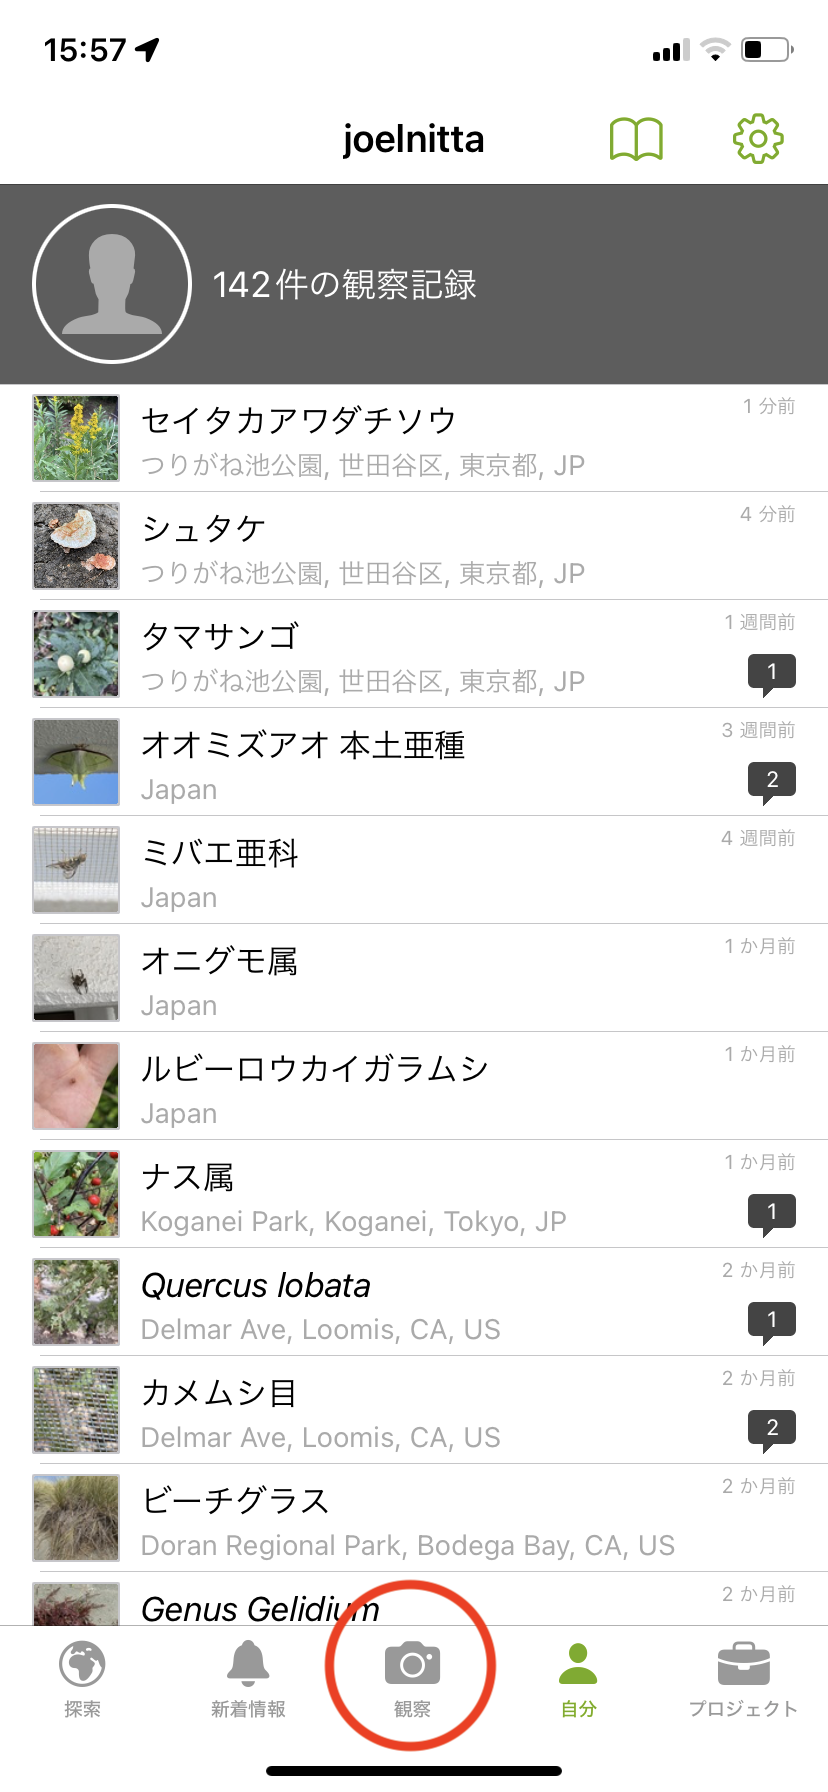 15:57
joelnitta
142件の観察記録
セイタカアワダチソウ
1 分前
つりがね池公園, 世田谷区, 東京都, JP
シュタケ
4 分前
つりがね池公園, 世田谷区, 東京都, JP
タマサンゴ
1 週間前
つりがね池公園, 世田谷区, 東京都, JP
1
オオミズアオ 本土亜種
3 週間前
Japan
2
ミバエ亜科
4 週間前
Japan
オニグモ属
1 か月前
Japan
ルビーロウカイガラムシ
1 か月前
Japan
ナス属
1 か月前
Koganei Park, Koganei, Tokyo, JP
1
Quercus lobata
2 か月前
Delmar Ave, Loomis, CA, US
1
カメムシ目
2 か月前
Delmar Ave, Loomis, CA, US
2
ビーチグラス
2 か月前
Doran Regional Park, Bodega Bay, CA, US
Genus Gelidium
2 か月前
探索
新着情報
観察
自分
プロジェクト